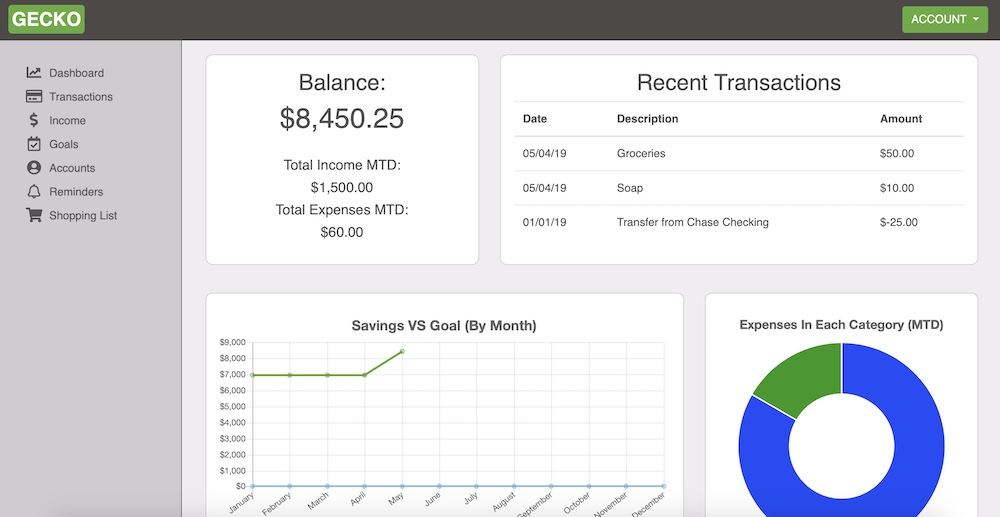 GECKO
ACCOUNT
Dashboard
Transactions
Income
Goals
Accounts
Reminders
Shopping List
Balance:
$8,450.25
Total Income MTD:
$1,500.00
Total Expenses MTD:
$60.00
Recent Transactions
Date Description Amount
05/04/19 Groceries $50.00
05/04/19 Soap $10.00
01/01/19 Transfer from Chase Checking $-25.00
Savings VS Goal (By Month)
$9,000
$8,000
$7,000
$6,000
$5,000
$4,000
$3,000
$2,000
$1,000
$0
January
February
March
April
May
June
July
August
September
October
November
December
Expenses In Each Category (MTD)